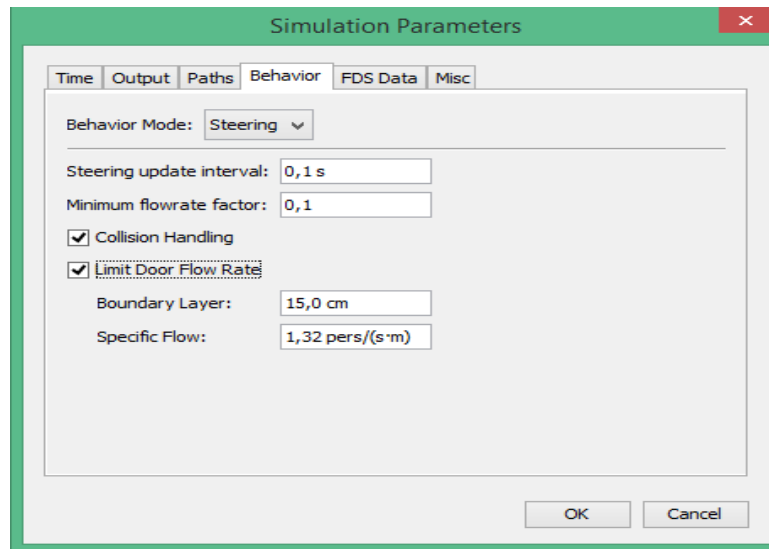 Simulation Parameters
Time Output Paths Behavior FDS Data Misc
Behavior Mode: Steering
Steering update interval: 0,1 s
Minimum flowrate factor: 0,1
Collision Handling
Limit Door Flow Rate
Boundary Layer: 15,0 cm
Specific Flow: 1,32 pers/(s·m)
OK Cancel